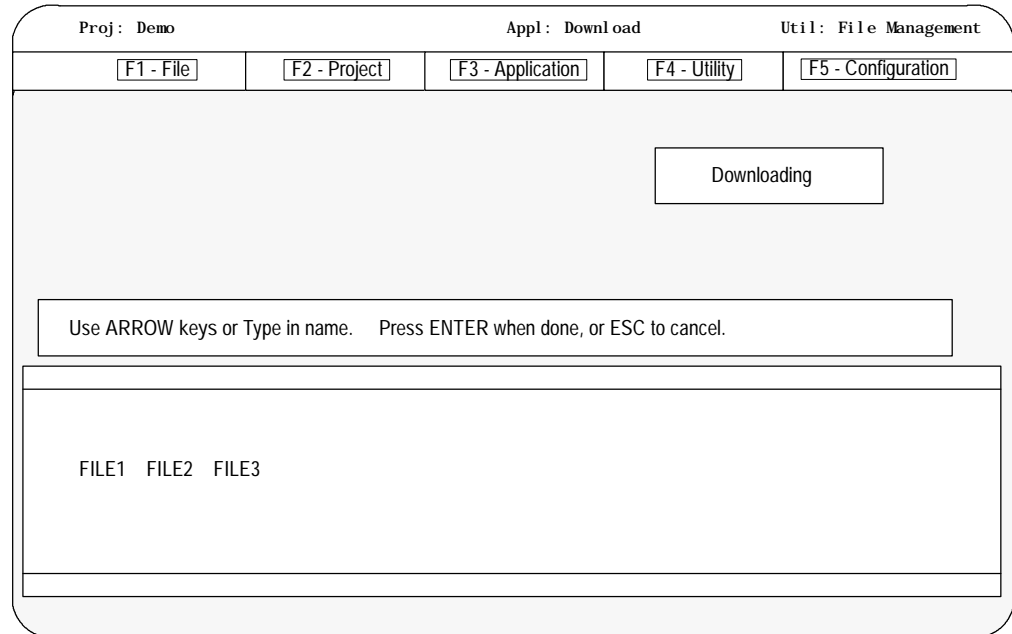 Proj: Demo Appl: Download Util: File Management
F1 - File F2 - Project F3 - Application F4 - Utility F5 - Configuration
Downloading
Use ARROW keys or Type in name. Press ENTER when done, or ESC to cancel.
FILE1 FILE2 FILE3